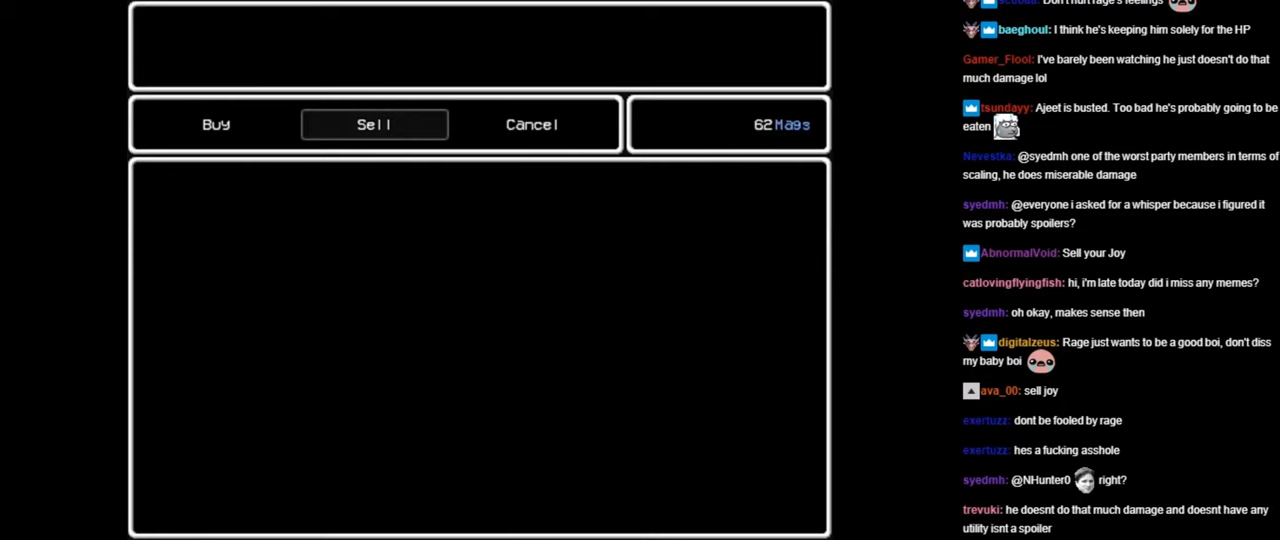 Buy
Sell
Cancel
62Mags
scobua: Don't hurt rage's feelings
baeghoul: I think he's keeping him solely for the HP
Gamer_Flool: I've barely been watching he just doesn't do that
much damage lol
tsundayy: Ajeet is busted. Too bad he's probably going to be
eaten
Nevestka: @syedmh one of the worst party members in terms of
scaling, he does miserable damage
syedmh: @everyone i asked for a whisper because i figured it
was probably spoilers?
AbnormalVoid: Sell your Joy
catlovingflyingfish: hi, i'm late today did i miss any memes?
syedmh: oh okay, makes sense then
digitalzeus: Rage just wants to be a good boi, don't diss
my baby boi
ava_00: sell joy
exertuzz: dont be fooled by rage
exertuzz: hes a fucking asshole
syedmh: @NHunter0 right?
trevuki: he doesnt do that much damage and doesnt have any
utility isnt a spoiler